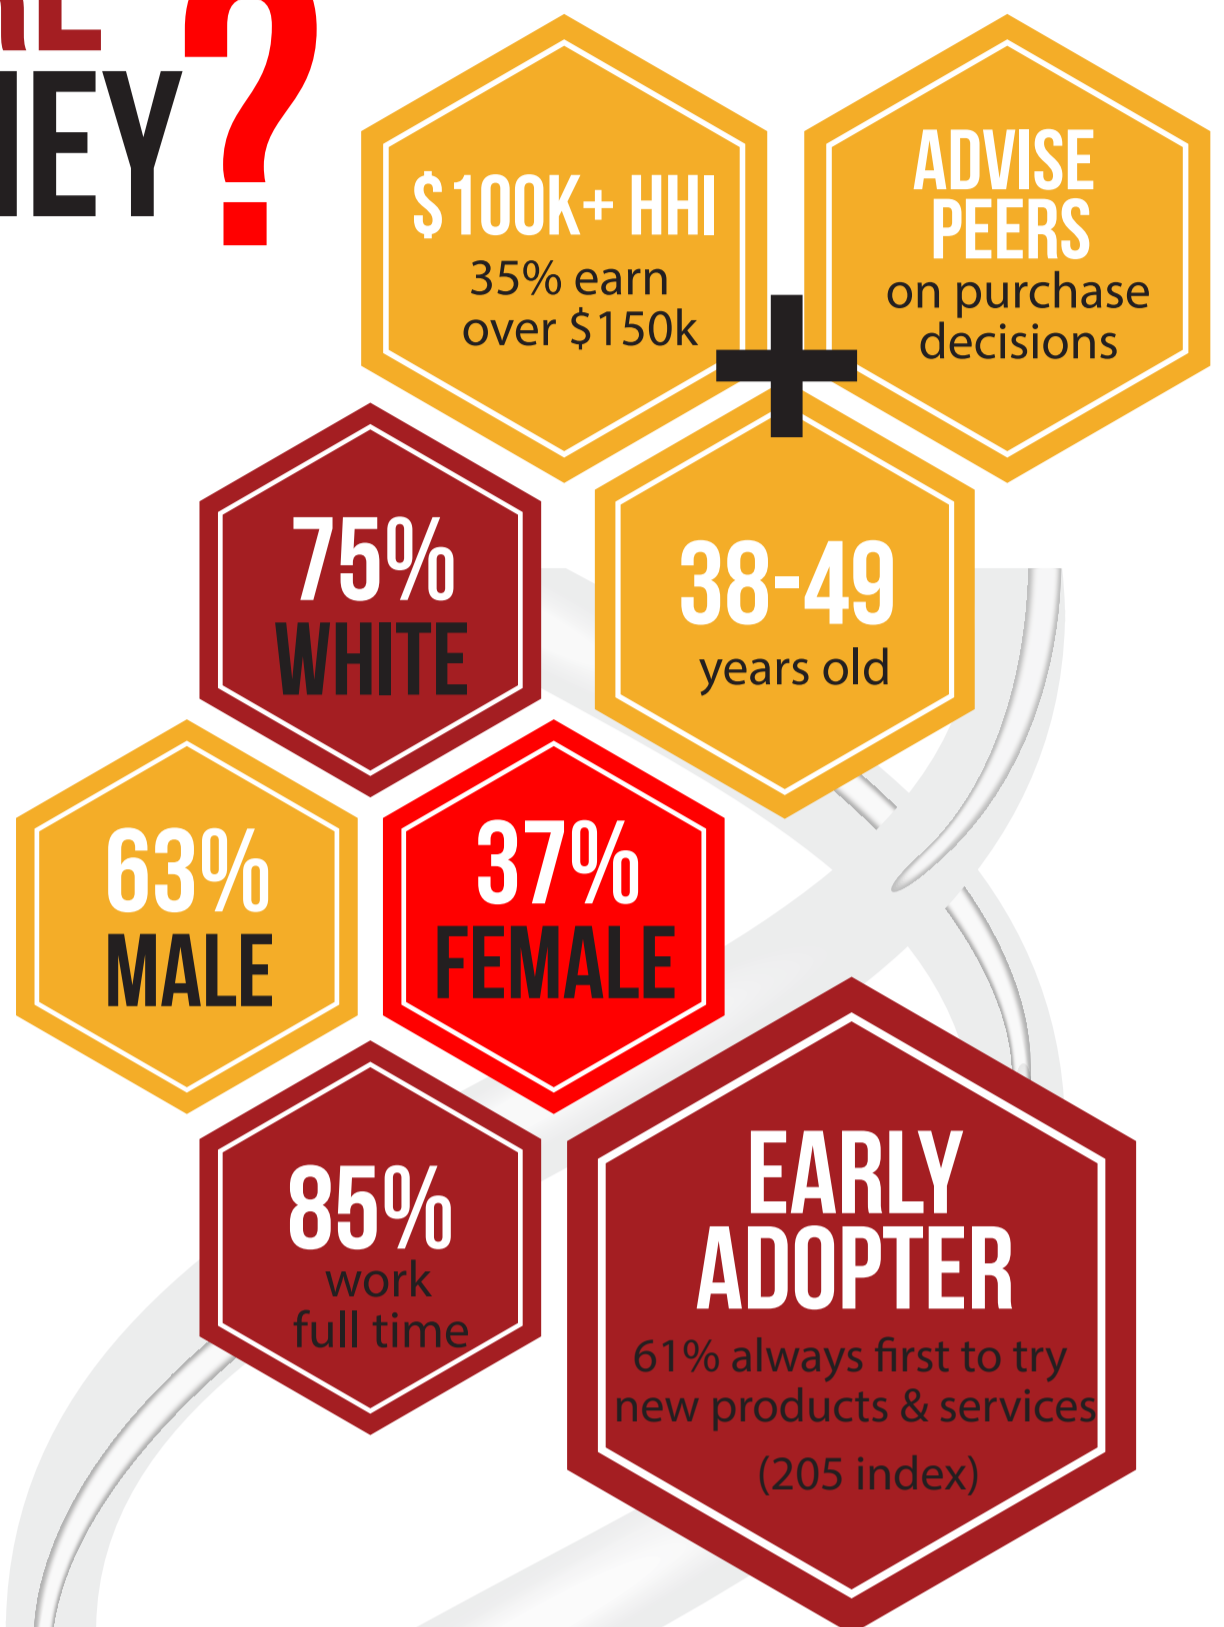 HEY?
$100K+ HHI
35% earn
over $150k
ADVISE
PEERS
on purchase
decisions
+
75%
WHITE
38-49
years old
63%
MALE
37%
FEMALE
85%
work
full time
EARLY
ADOPTER
61% always first to try
new products & services
(205 index)